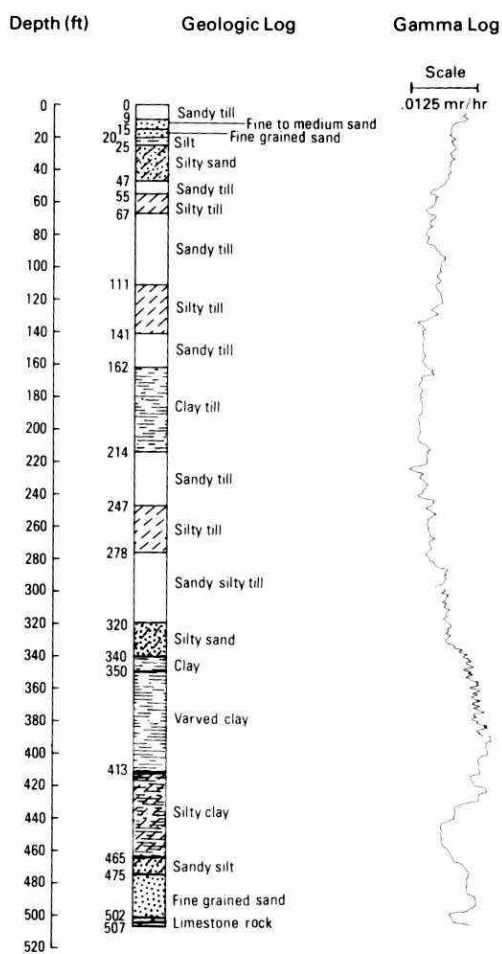 Depth (ft) Geologic Log Gamma Log
Scale
.0125 mr/hr
0
20
40
60
80
100
120
140
160
180
200
220
240
260
280
300
320
340
360
380
400
420
440
460
480
500
520
0
9
15
20
25
47
55
67
111
141
162
214
247
278
320
340
350
413
465
475
502
507
Sandy till
Fine to medium sand
Fine grained sand
Silt
Silty sand
Sandy till
Silty till
Sandy till
Silty till
Sandy till
Clay till
Sandy till
Silty till
Sandy silty till
Silty sand
Clay
Varved clay
Silty clay
Sandy silt
Fine grained sand
Limestone rock